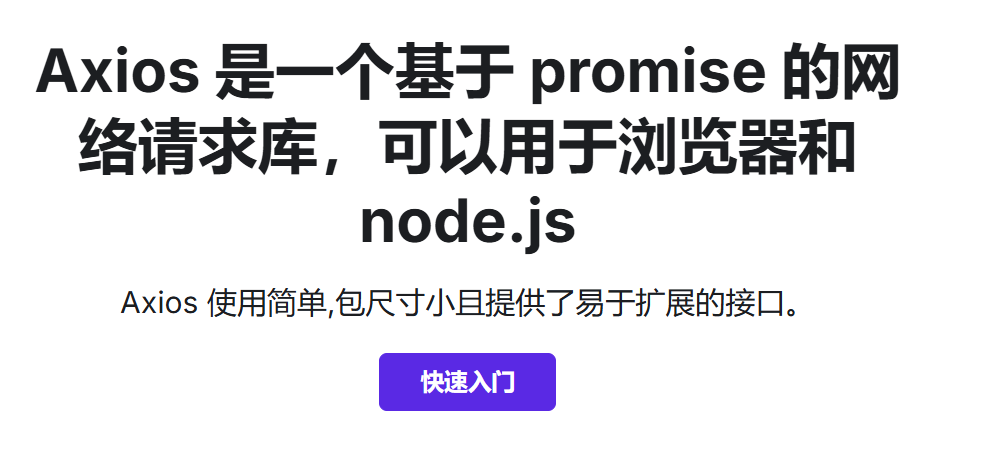 Axios 是一个基于 promise 的网
络请求库，可以用于浏览器和
node.js
Axios 使用简单,包尺寸小且提供了易于扩展的接口。
快速入门